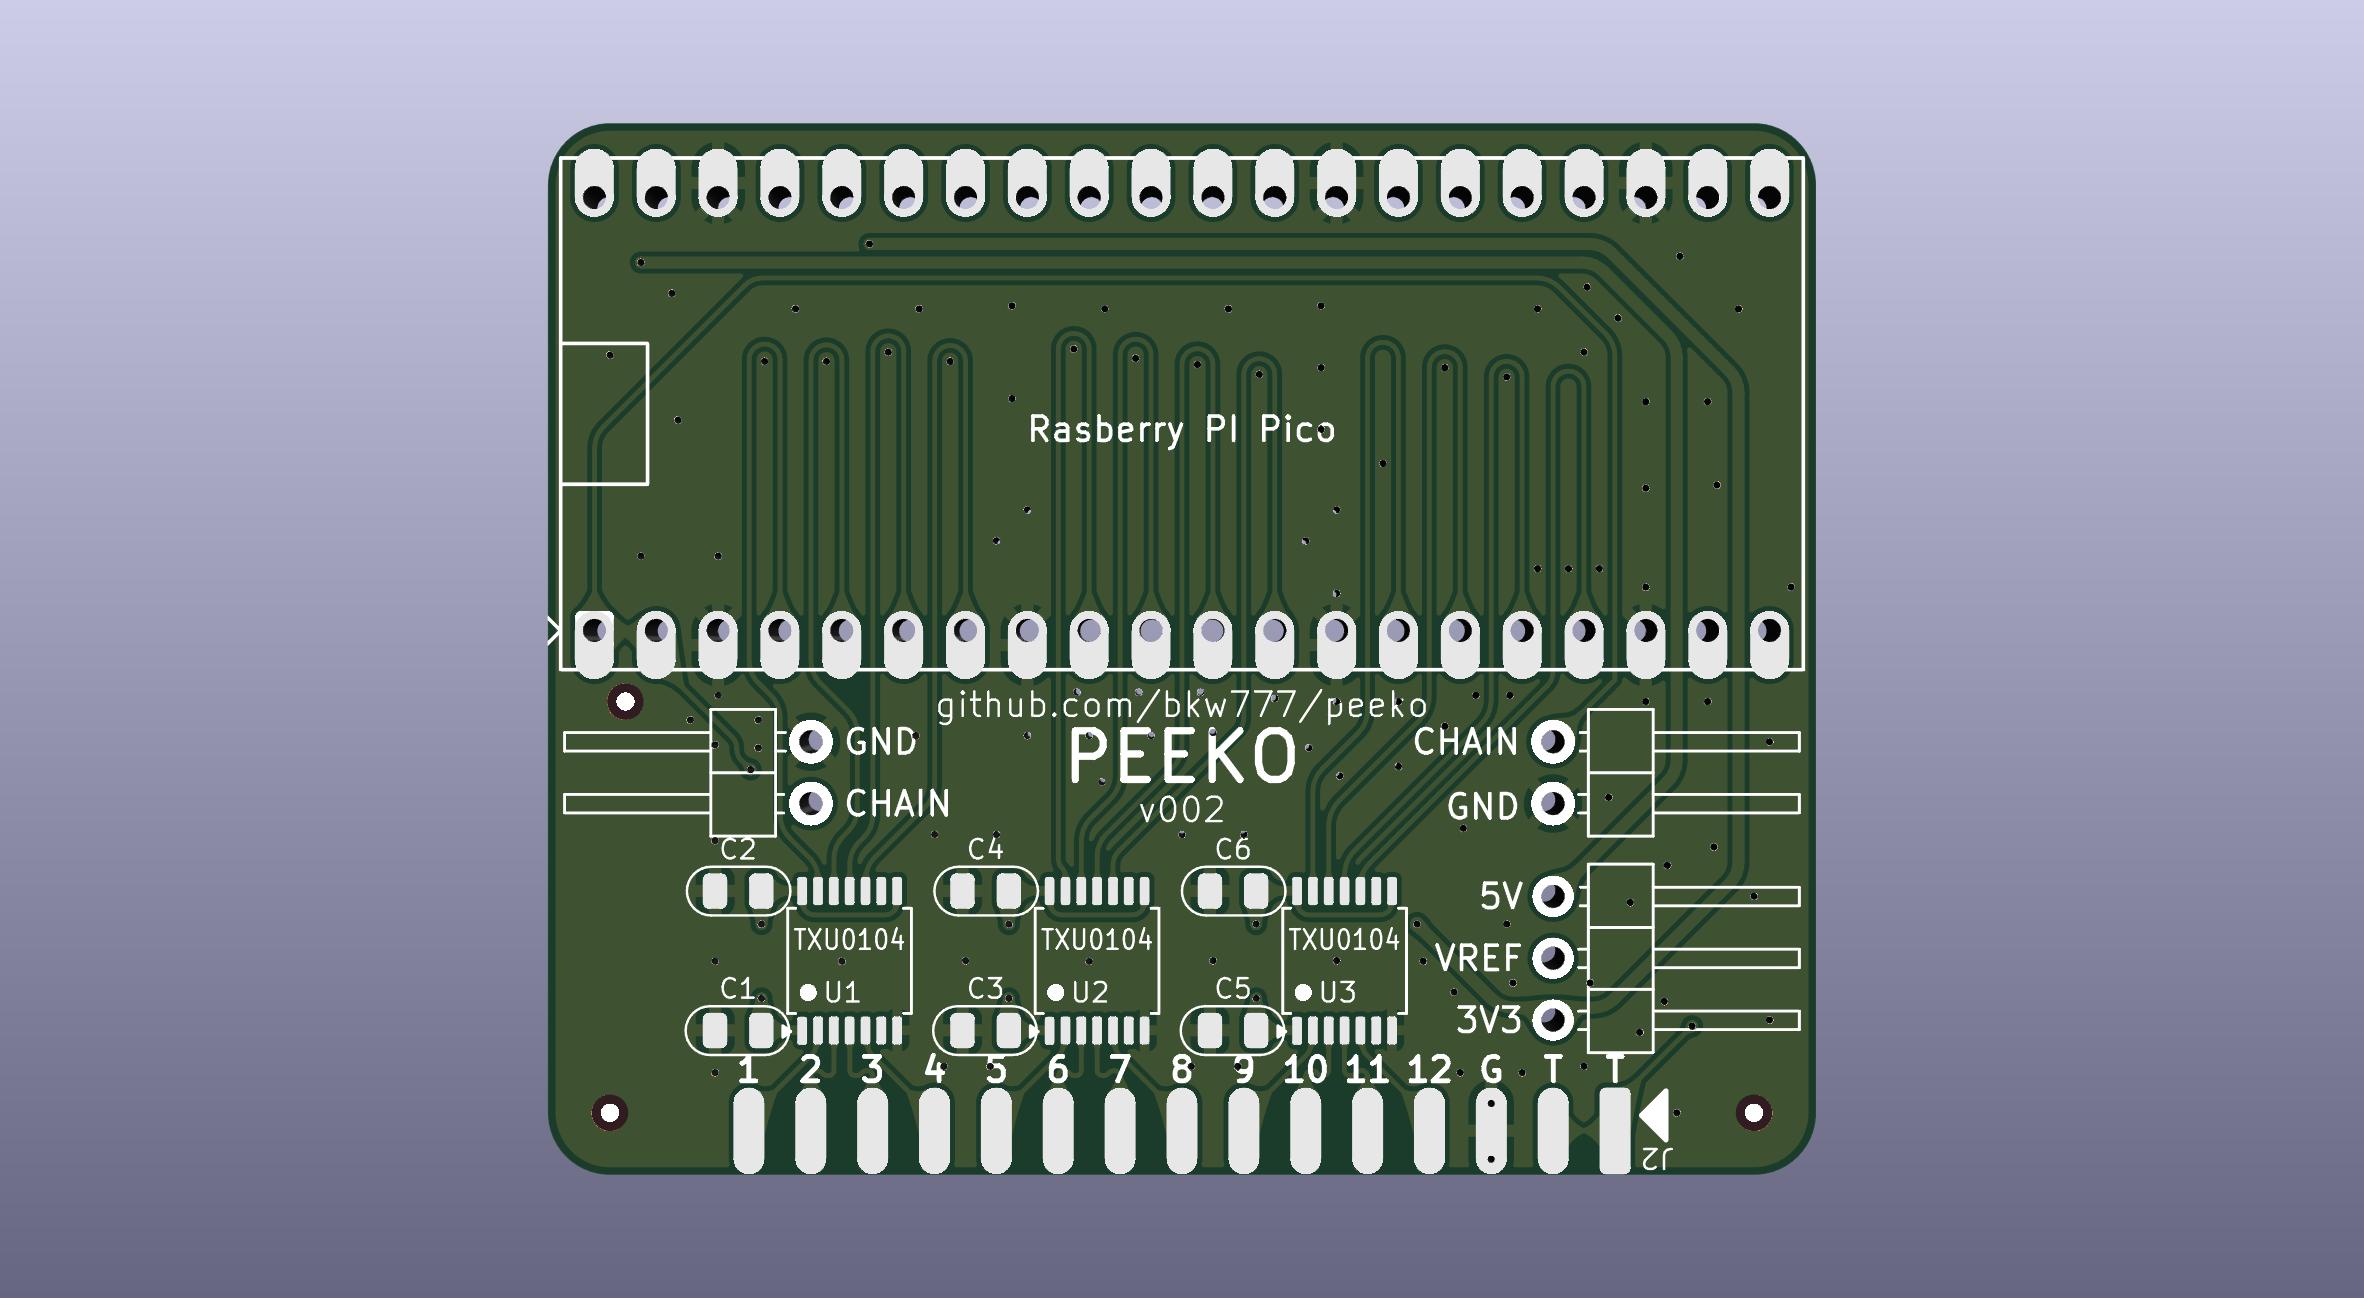 Rasberry PI Pico
github.com/bkw777/peeko
PEEKO
v002
GND
CHAIN
CHAIN
GND
C2
C4
C6
5V
VREF
3V3
TXU0104
TXU0104
TXU0104
C1
U1
C3
U2
C5
U3
1 2 3 4 5 6 7 8 9 10 11 12 G T T
J2